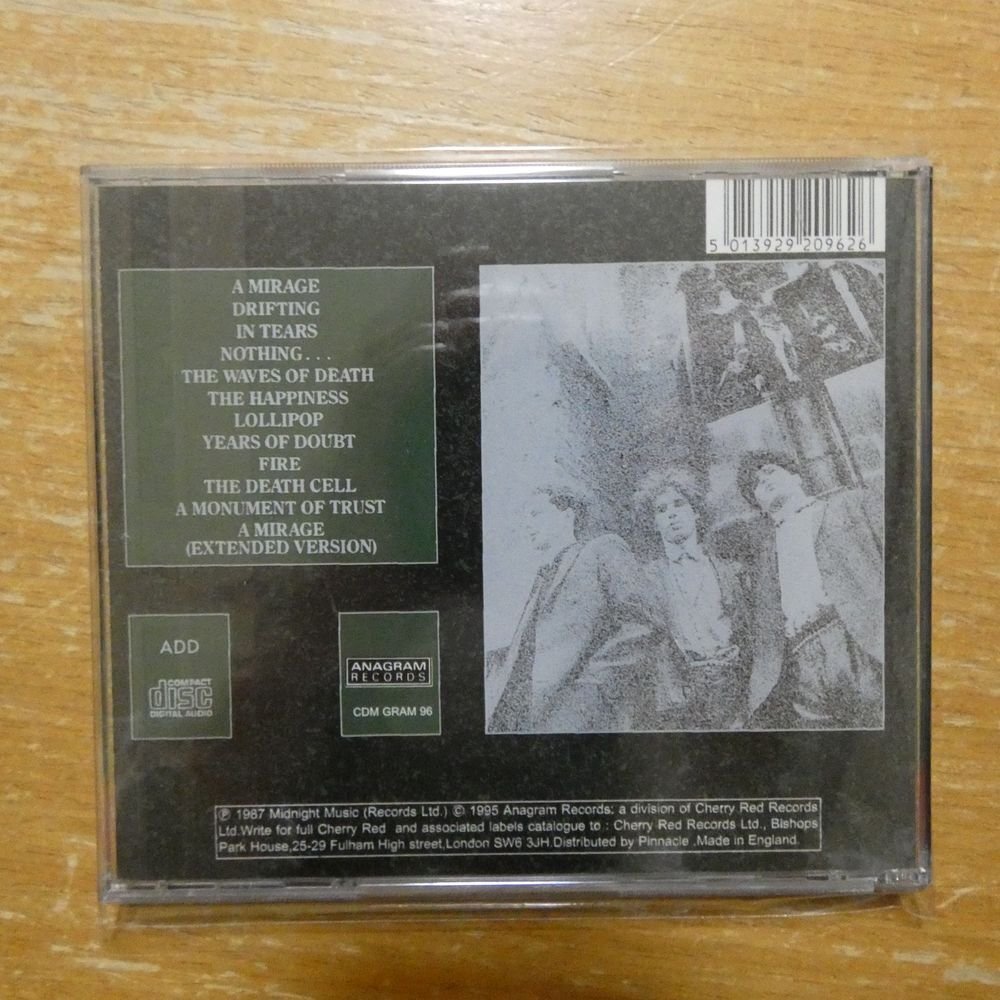 5 013929 209626
A MIRAGE
DRIFTING
IN TEARS
NOTHING...
THE WAVES OF DEATH
THE HAPPINESS
LOLLIPOP
YEARS OF DOUBT
FIRE
THE DEATH CELL
A MONUMENT OF TRUST
A MIRAGE
(EXTENDED VERSION)
ADD
COMPACT
disc
DIGITAL AUDIO
ANAGRAM
RECORDS
CDM GRAM 96
℗ 1987 Midnight Music (Records Ltd.) © 1995 Anagram Records: a division of Cherry Red Records
Ltd.Write for full Cherry Red and associated labels catalogue to : Cherry Red Records Ltd., Bishops
Park House,25-29 Fulham High street,London SW6 3JH.Distributed by Pinnacle .Made in England.